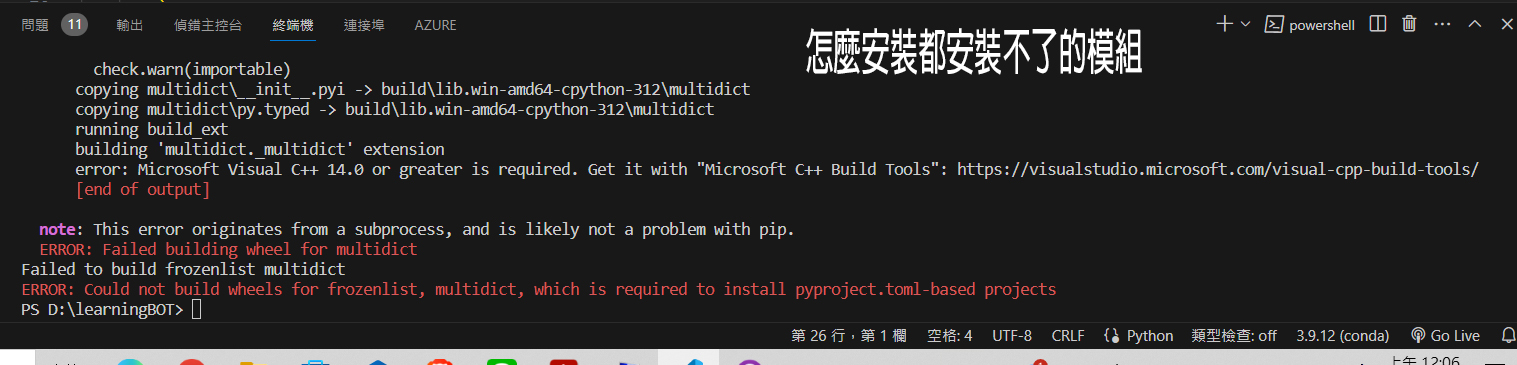 問題 11 輸出 偵錯主控台 終端機 連接埠 AZURE powershell
怎麼安裝都安裝不了的模組
check.warn(importable)
copying multidict\__init__.pyi -> build\lib.win-amd64-cpython-312\multidict
copying multidict\py.typed -> build\lib.win-amd64-cpython-312\multidict
running build_ext
building 'multidict._multidict' extension
error: Microsoft Visual C++ 14.0 or greater is required. Get it with "Microsoft C++ Build Tools": https://visualstudio.microsoft.com/visual-cpp-build-tools/
[end of output]
note: This error originates from a subprocess, and is likely not a problem with pip.
ERROR: Failed building wheel for multidict
Failed to build frozenlist multidict
ERROR: Could not build wheels for frozenlist, multidict, which is required to install pyproject.toml-based projects
PS D:\learningBOT>
第 26 行，第 1 欄 空格: 4 UTF-8 CRLF Python 類型檢查: off 3.9.12 (conda) Go Live
上午 12:06